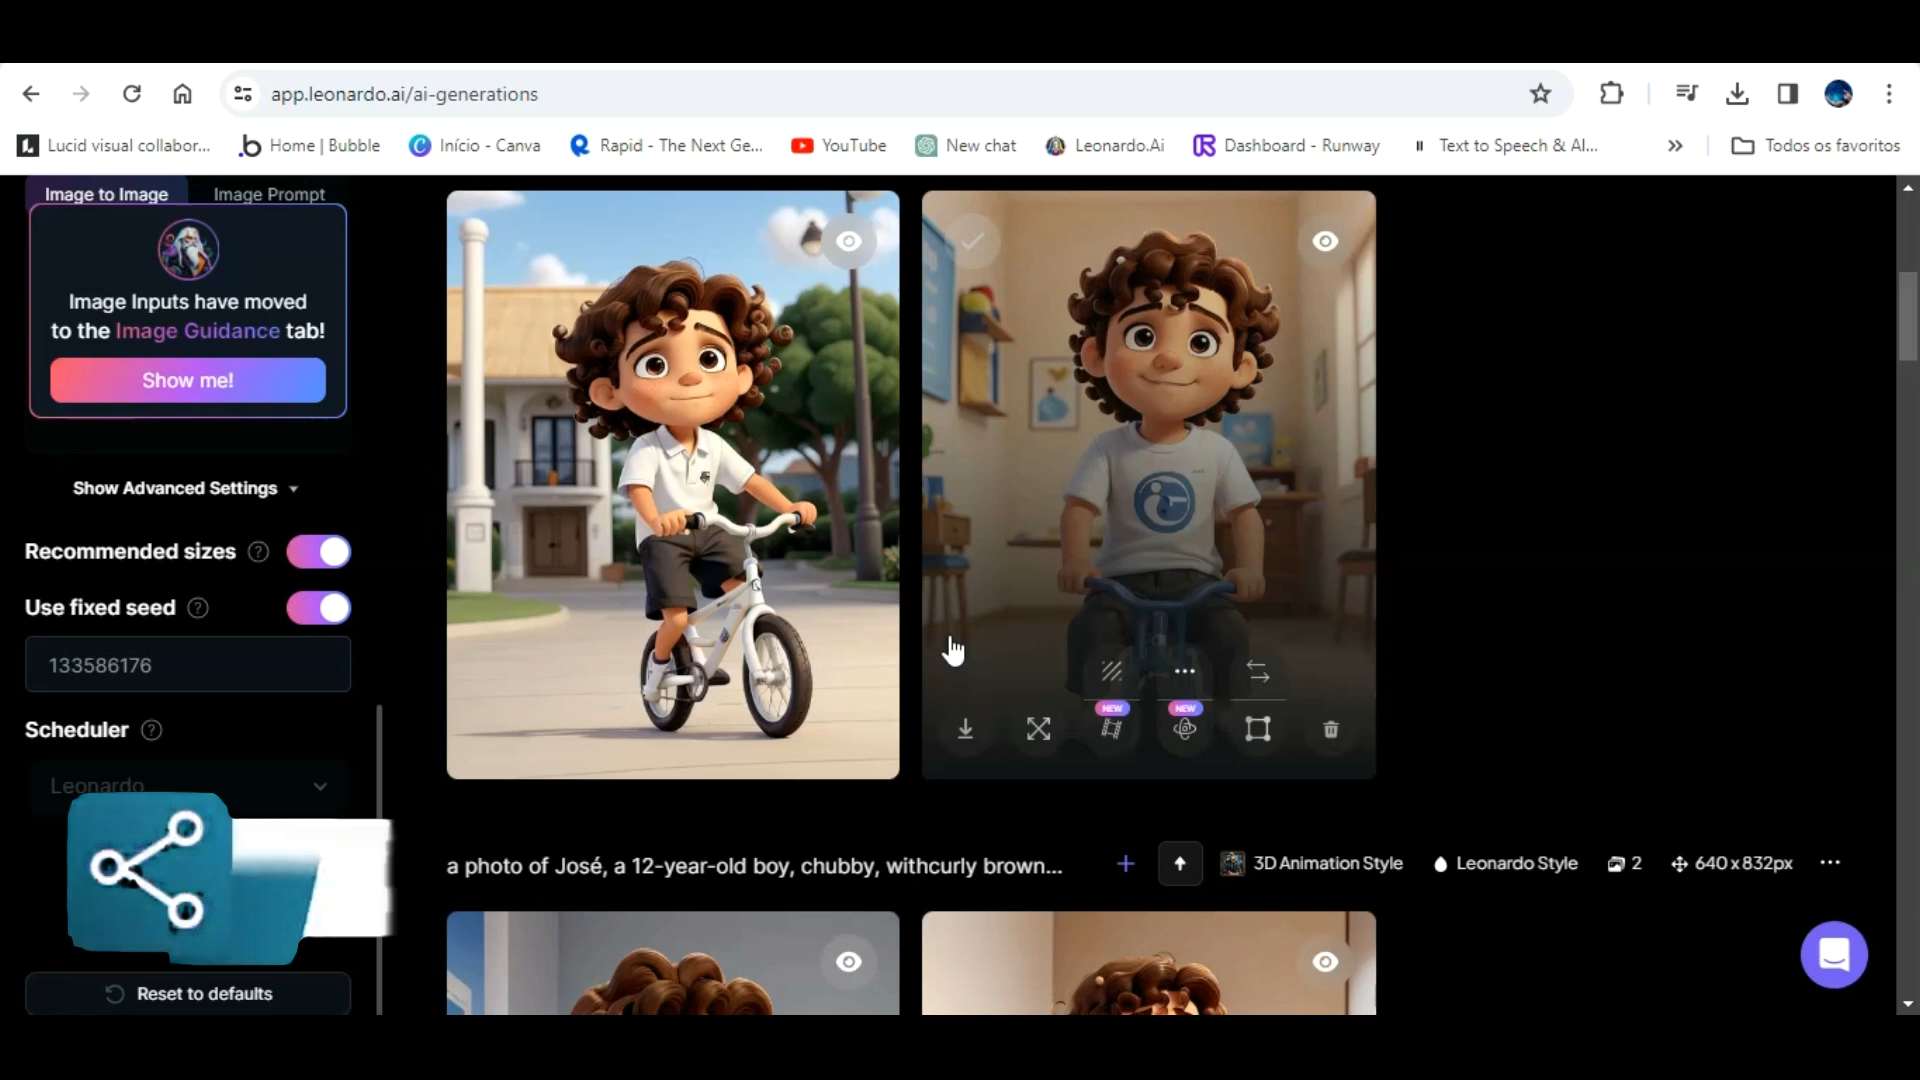 app.leonardo.ai/ai-generations
Lucid visual collabor...
Home | Bubble
Início - Canva
Rapid - The Next Ge...
YouTube
New chat
Leonardo.Ai
Dashboard - Runway
Text to Speech & Al...
Todos os favoritos
Image to Image
Image Prompt
Image Inputs have moved
to the Image Guidance tab!
Show me!
Show Advanced Settings
Recommended sizes
Use fixed seed
133586176
Scheduler
Leonardo
Reset to defaults
NEW
NEW
a photo of José, a 12-year-old boy, chubby, withcurly brown...
3D Animation Style
Leonardo Style
2
640 x 832px